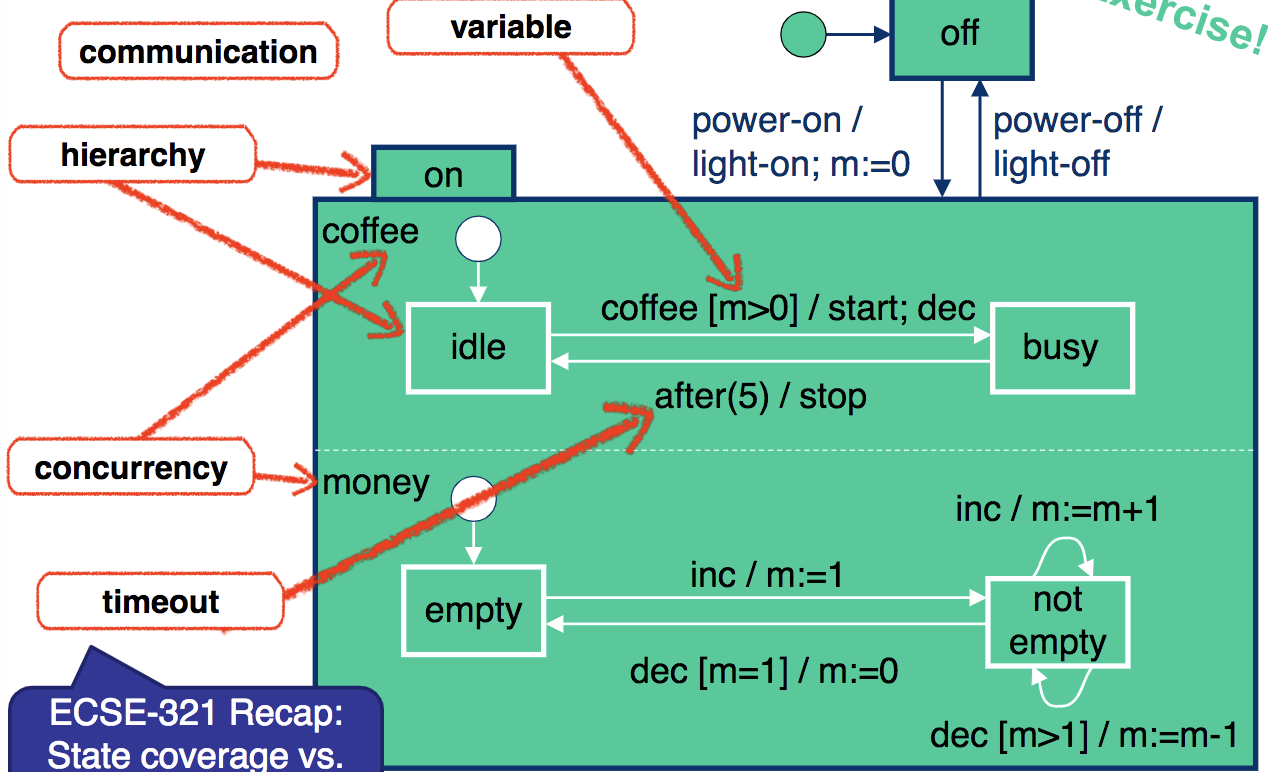 variable
communication
off
hierarchy
power-on /
light-on; m:=0
power-off /
light-off
on
coffee
coffee [m>0] / start; dec
idle
busy
after(5) / stop
concurrency
money
inc / m:=m+1
timeout
inc / m:=1
empty
not
empty
dec [m=1] / m:=0
dec [m>1] / m:=m-1
ECSE-321 Recap:
State coverage vs.